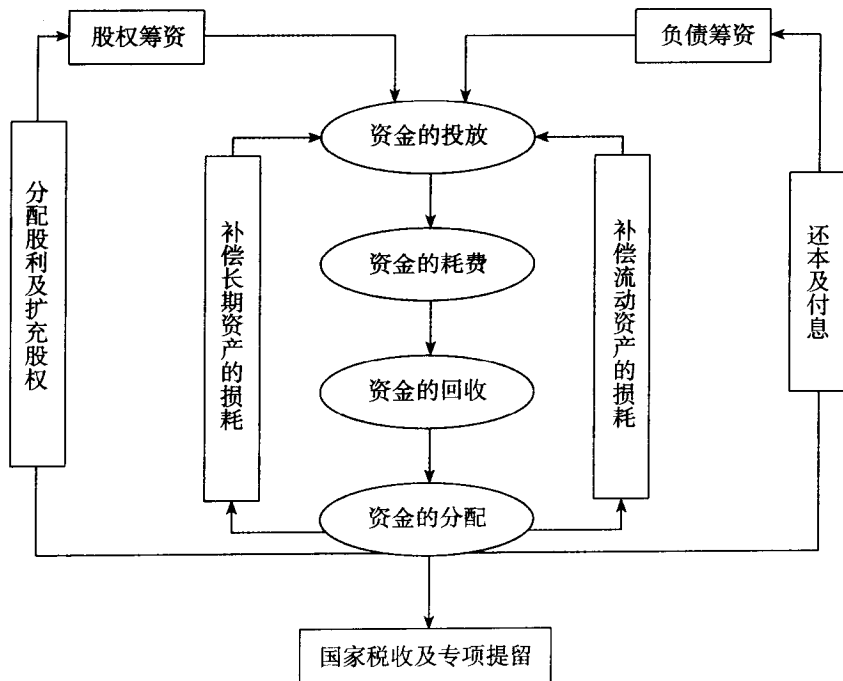 股权筹资
负债筹资
资金的投放
分配股利及扩充股权
补偿长期资产的损耗
资金的耗费
补偿流动资产的损耗
还本及付息
资金的回收
资金的分配
国家税收及专项提留